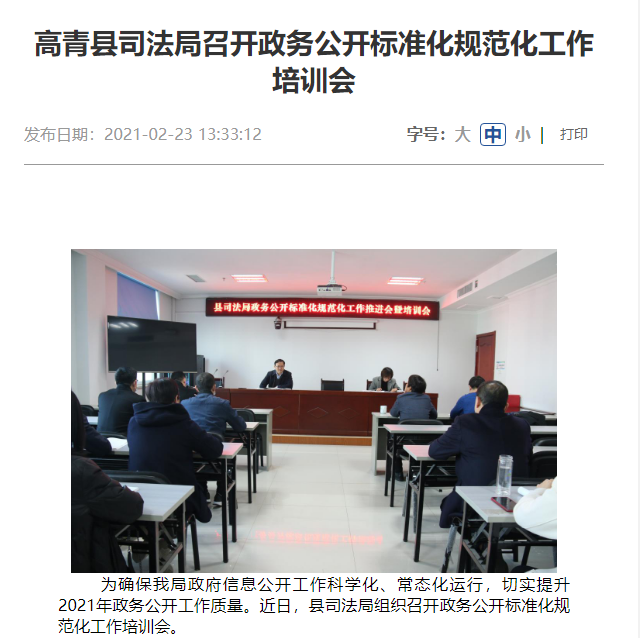 高青县司法局召开政务公开标准化规范化工作
培训会
发布日期：2021-02-23 13:33:12
字号：大 中 小 | 打印
县司法局政务公开标准化规范化工作推进会暨培训会
为确保我局政府信息公开工作科学化、常态化运行，切实提升
2021年政务公开工作质量。近日，县司法局组织召开政务公开标准化规
范化工作培训会。